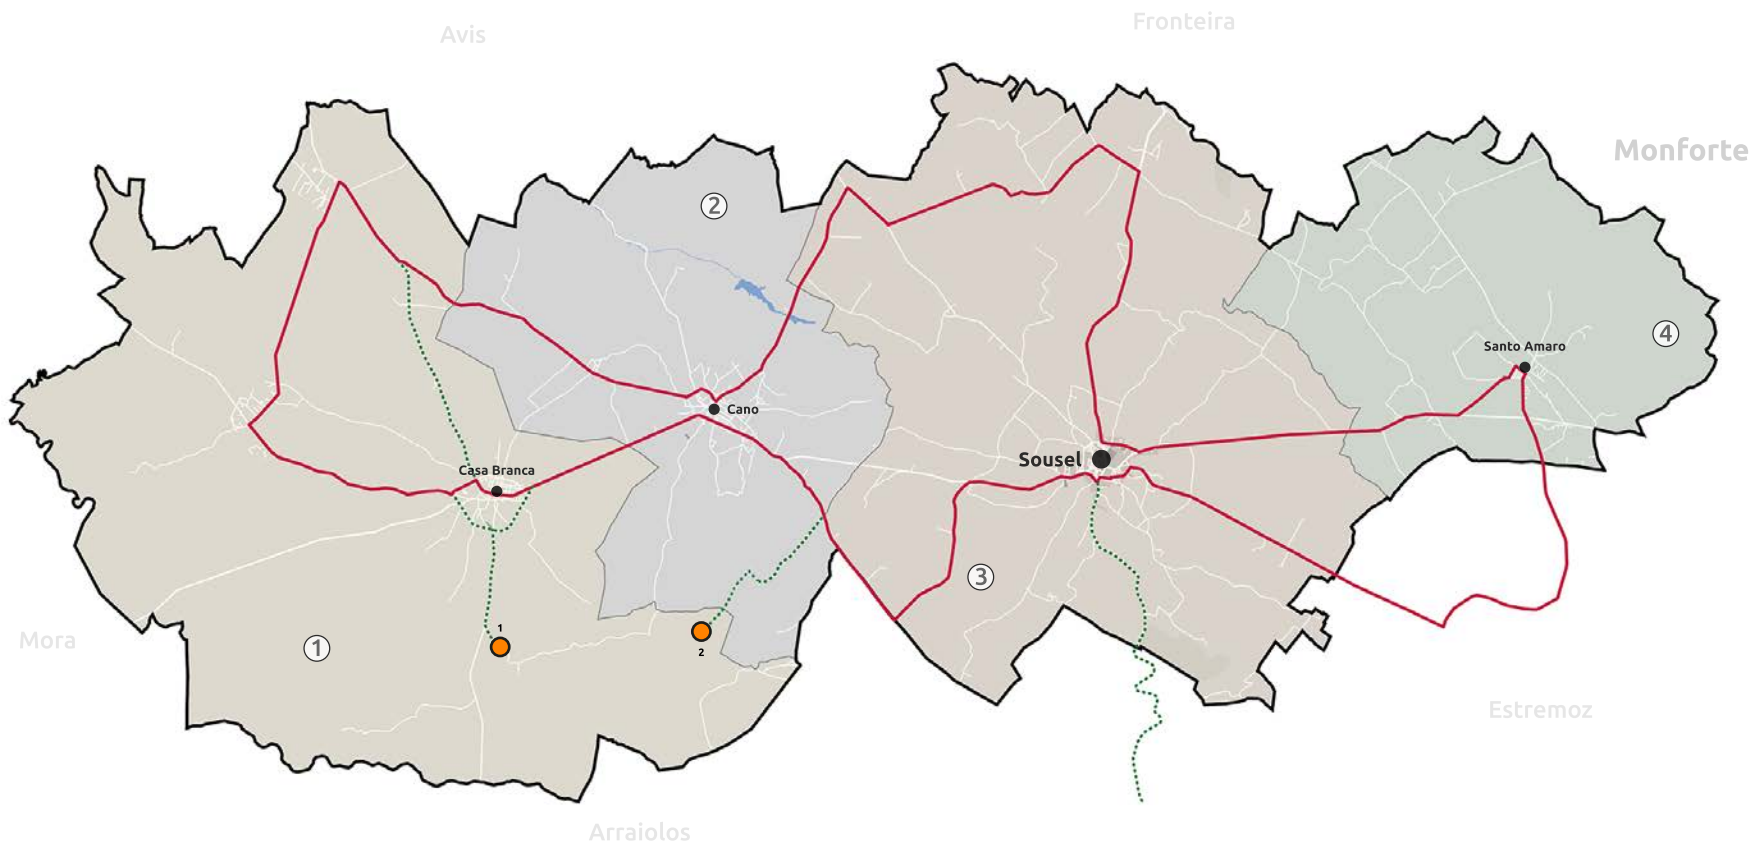 Fronteira
Avis
Monforte
2
4
Santo Amaro
Cano
Sousel
Casa Branca
3
1
2
Mora
1
Estremoz
Arraiolos